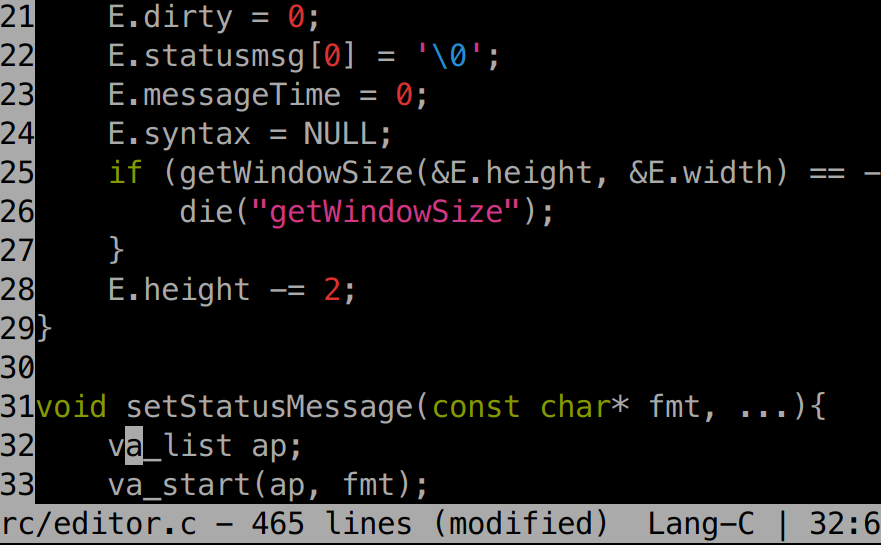 21    E.dirty = 0;
22    E.statusmsg[0] = '\0';
23    E.messageTime = 0;
24    E.syntax = NULL;
25    if (getWindowSize(&E.height, &E.width) == -
26        die("getWindowSize");
27    }
28    E.height -= 2;
29}
30
31void setStatusMessage(const char* fmt, ...){
32    va_list ap;
33    va_start(ap, fmt);
rc/editor.c - 465 lines (modified)  Lang-C | 32:6